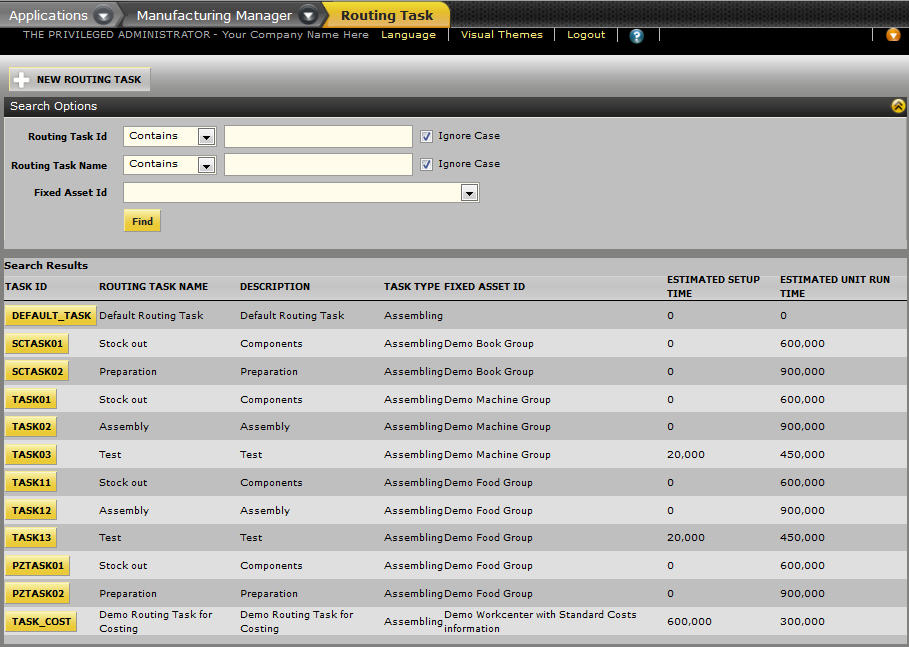 Applications Manufacturing Manager Routing Task
THE PRIVILEGED ADMINISTRATOR - Your Company Name Here Language Visual Themes Logout ?
NEW ROUTING TASK
Search Options
Routing Task Id Contains Ignore Case
Routing Task Name Contains Ignore Case
Fixed Asset Id
Find
Search Results
TASK ID ROUTING TASK NAME DESCRIPTION TASK TYPE FIXED ASSET ID ESTIMATED SETUP TIME ESTIMATED UNIT RUN TIME
DEFAULT_TASK Default Routing Task Default Routing Task Assembling 0 0
SCTASK01 Stock out Components Assembling Demo Book Group 0 600,000
SCTASK02 Preparation Preparation Assembling Demo Book Group 0 900,000
TASK01 Stock out Components Assembling Demo Machine Group 0 600,000
TASK02 Assembly Assembly Assembling Demo Machine Group 0 900,000
TASK03 Test Test Assembling Demo Machine Group 20,000 450,000
TASK11 Stock out Components Assembling Demo Food Group 0 600,000
TASK12 Assembly Assembly Assembling Demo Food Group 0 900,000
TASK13 Test Test Assembling Demo Food Group 20,000 450,000
PZTASK01 Stock out Components Assembling Demo Food Group 0 600,000
PZTASK02 Preparation Preparation Assembling Demo Food Group 0 900,000
TASK_COST Demo Routing Task for Costing Demo Routing Task for Costing Assembling Demo Workcenter with Standard Costs information 600,000 300,000